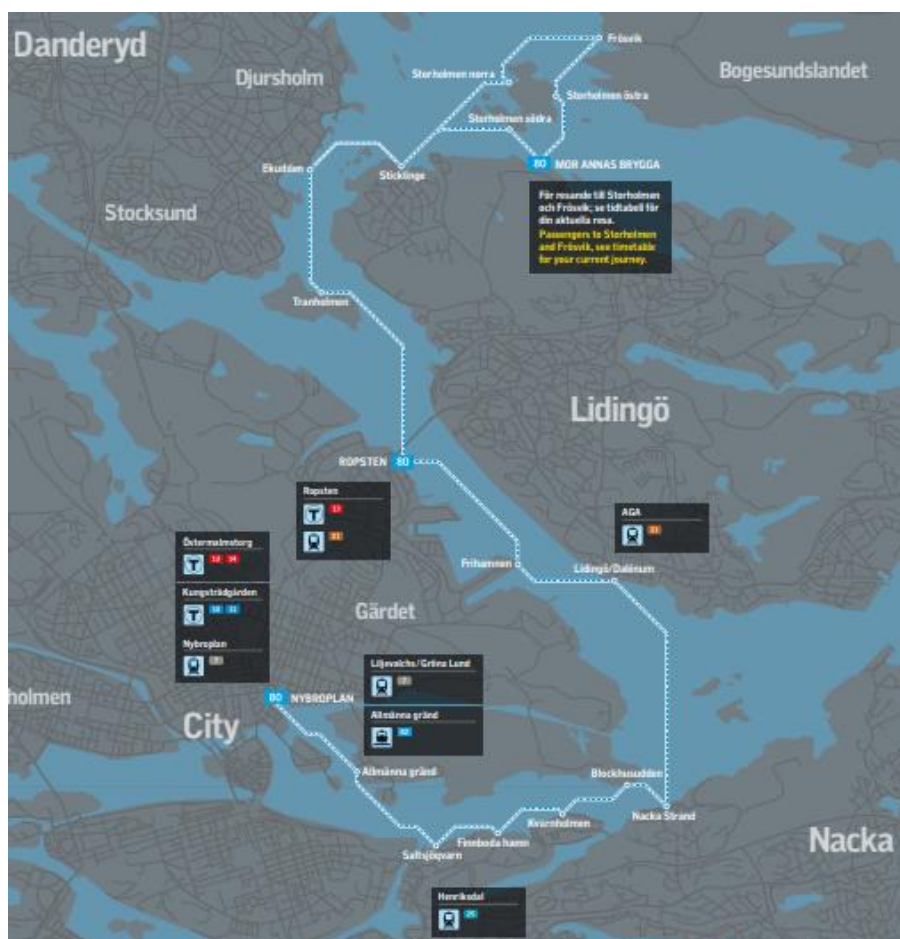 Danderyd
Djursholm
Bogesundslandet
Frösvik
Storholmen norra
Storholmen östra
Storholmen södra
80 MOR ANNAS BRYGGA
Ekudden
Sticklinge
För resande till Storholmen
och Frösvik; se tidtabell för
din aktuella resa.
Passengers to Storholmen
and Frösvik, see timetable
for your current journey.
Stocksund
Tranholmen
Lidingö
ROPSTEN 80
Ropsten
T 13
21
AGA
21
Östermalmstorg
T 13 14
Frihamnen
Lidingö/Dalénum
Kungsträdgården
T 10 11
Gärdet
Nybroplan
7
Liljevalchs/Gröna Lund
7
80 NYBROPLAN
holmen
Allmänna gränd
82
City
Allmänna gränd
Blockhusudden
Nacka Strand
Kvarnholmen
Finnboda hamn
Saltsjöqvarn
Nacka
Henriksdal
25